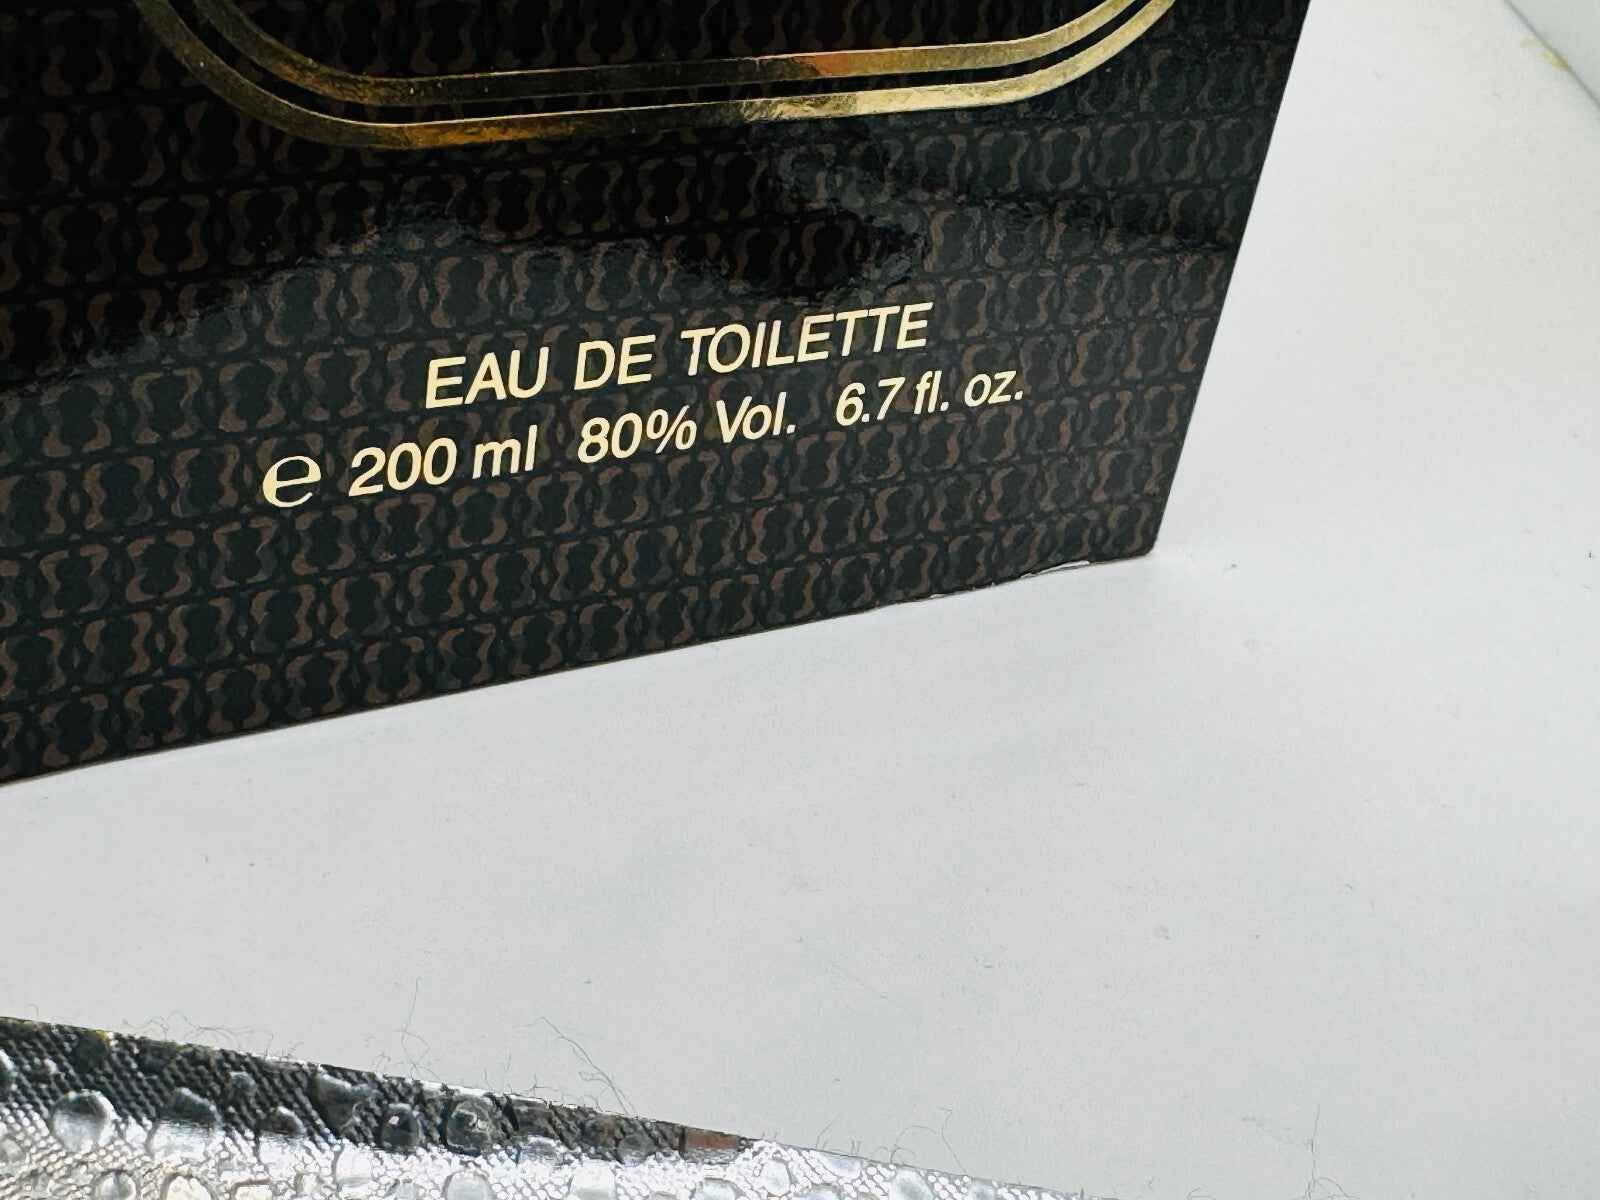 EAU DE TOILETTE
℮ 200 ml 80% Vol. 6.7 fl. oz.